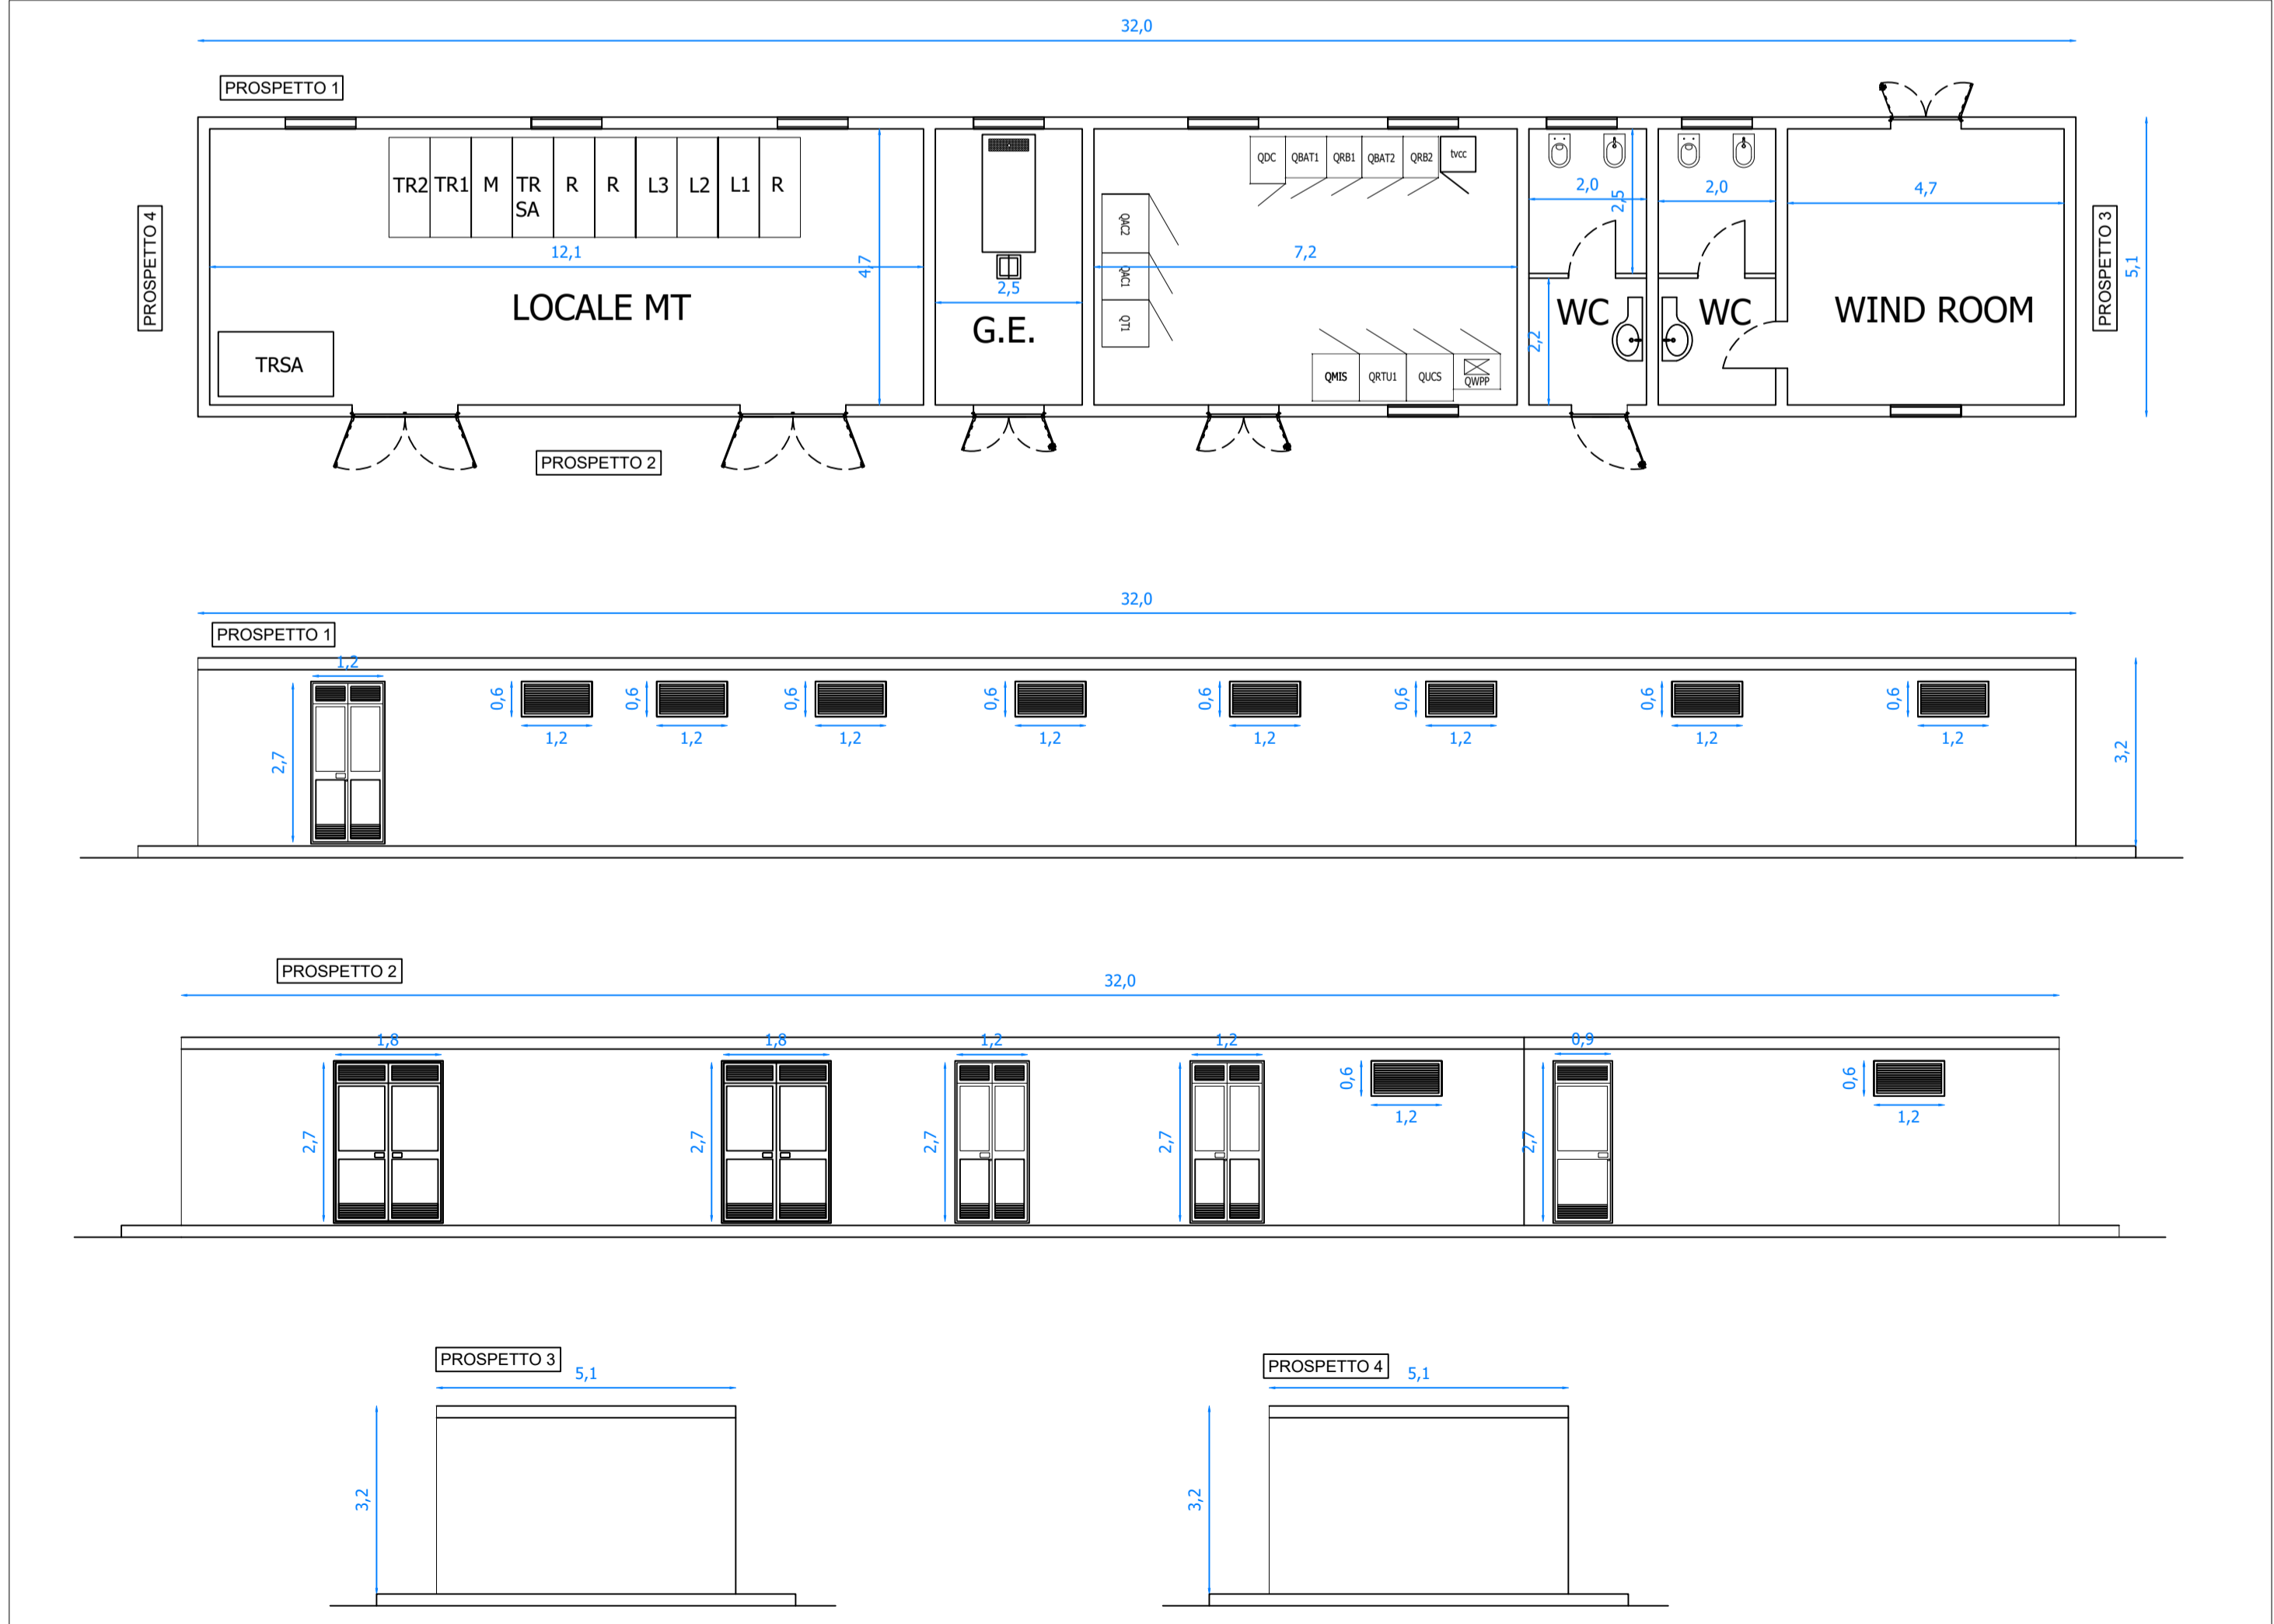 32,0
PROSPETTO 1
PROSPETTO 4
TR2 TR1 M TR SA R R L3 L2 L1 R
12,1
4,7
LOCALE MT
TRSA
2,5
G.E.
QDC QBAT1 QRB1 QBAT2 QRB2 tvcc
QAC2
QAC1
QT1
7,2
QMIS QRTU1 QUCS QWPP
2,0
2,5
2,2
WC
2,0
WC
4,7
WIND ROOM
PROSPETTO 3
5,1
PROSPETTO 2
32,0
PROSPETTO 1
1,2
2,7
0,6 0,6 0,6 0,6 0,6 0,6 0,6 0,6
1,2 1,2 1,2 1,2 1,2 1,2 1,2 1,2
3,2
PROSPETTO 2
32,0
1,8 1,8 1,2 1,2 0,9
0,6 0,6
1,2 1,2
2,7 2,7 2,7 2,7 2,7
PROSPETTO 3
5,1
3,2
PROSPETTO 4
5,1
3,2